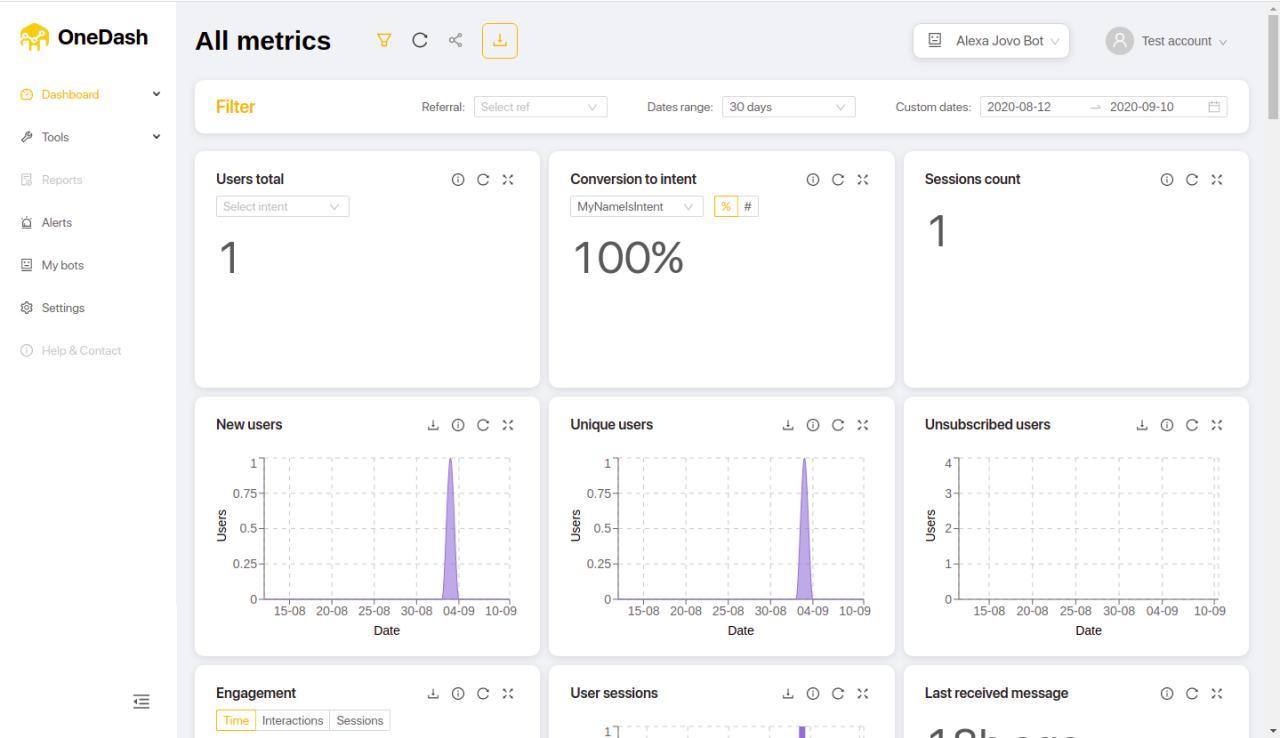 OneDash
All metrics
Alexa Jovo Bot
Test account
Dashboard
Tools
Reports
Alerts
My bots
Settings
Help & Contact
Filter
Referral: Select ref
Dates range: 30 days
Custom dates: 2020-08-12 → 2020-09-10
Users total
Select intent
1
Conversion to intent
MyNameIsIntent % #
100%
Sessions count
1
New users
1
0.75
0.5
0.25
0
Users
15-08 20-08 25-08 30-08 04-09 10-09
Date
Unique users
1
0.75
0.5
0.25
0
Users
15-08 20-08 25-08 30-08 04-09 10-09
Date
Unsubscribed users
4
3
2
1
0
Users
15-08 20-08 25-08 30-08 04-09 10-09
Date
Engagement
Time Interactions Sessions
User sessions
1
Last received message
18h ago